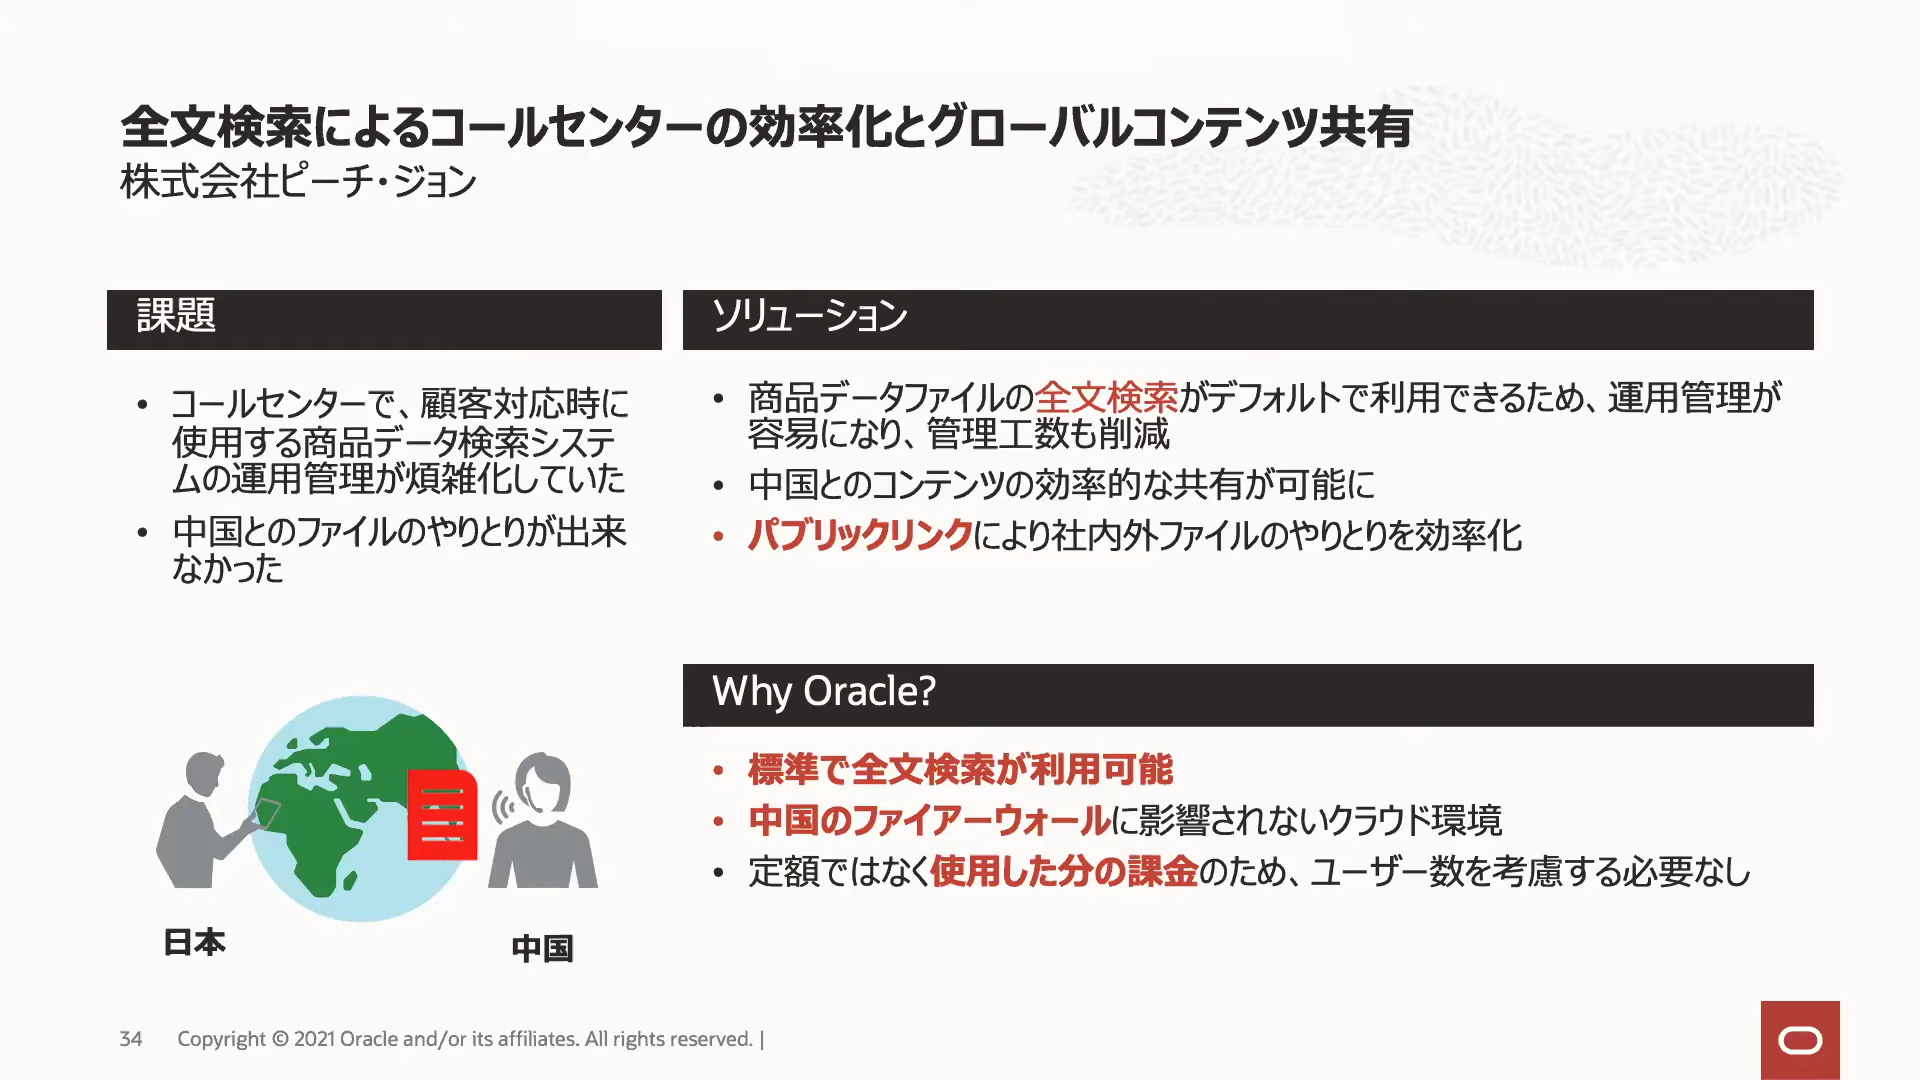 全文検索によるコールセンターの効率化とグローバルコンテンツ共有
株式会社ピーチ・ジョン
課題
• コールセンターで、顧客対応時に
使用する商品データ検索システ
ムの運用管理が煩雑化していた
• 中国とのファイルのやりとりが出来
なかった
日本
中国
ソリューション
• 商品データファイルの全文検索がデフォルトで利用できるため、運用管理が
容易になり、管理工数も削減
• 中国とのコンテンツの効率的な共有が可能に
• パブリックリンクにより社内外ファイルのやりとりを効率化
Why Oracle?
• 標準で全文検索が利用可能
• 中国のファイアーウォールに影響されないクラウド環境
• 定額ではなく使用した分の課金のため、ユーザー数を考慮する必要なし
34 Copyright © 2021 Oracle and/or its affiliates. All rights reserved. |